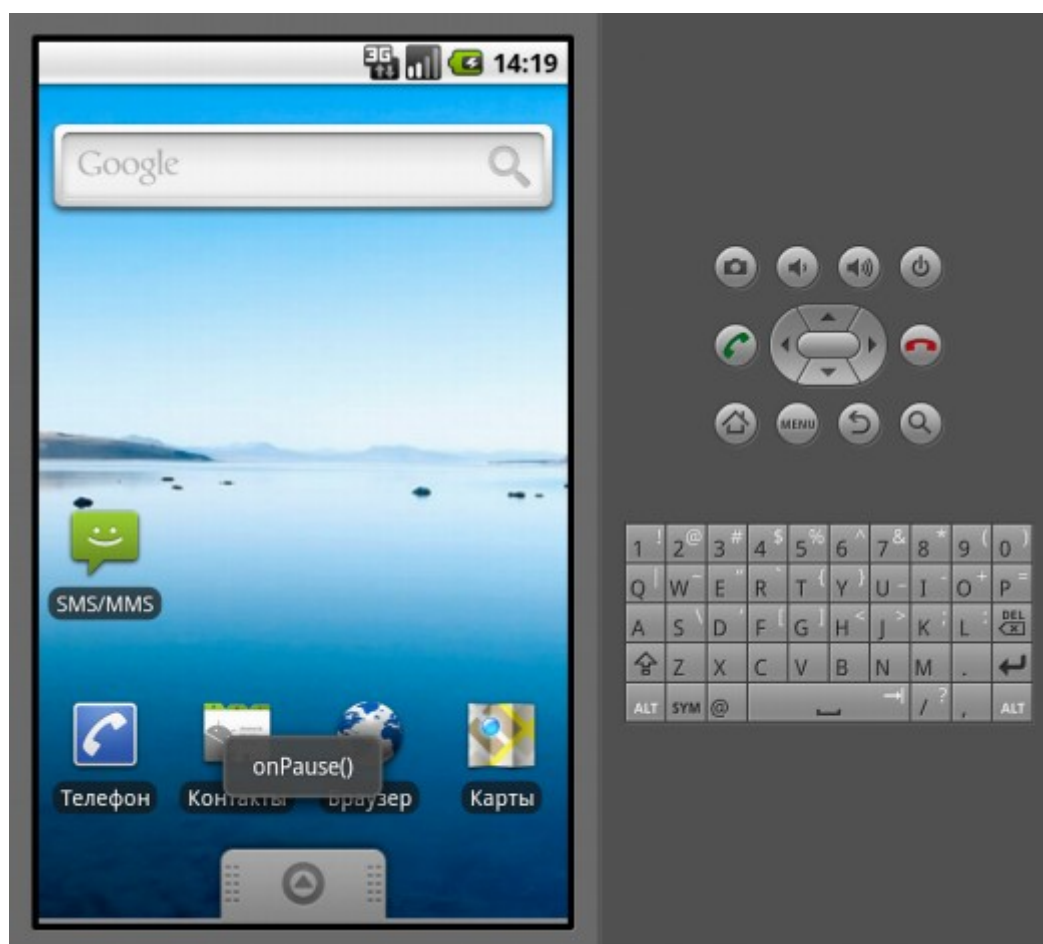 3G 14:19
Google
SMS/MMS
onPause()
Телефон Контакты Браузер Карты
MENU
1 ! 2 @ 3 # 4 $ 5 % 6 ^ 7 & 8 * 9 ( 0 )
Q | W ~ E " R ` T { Y } U _ I - O + P =
A S \ D ' F [ G ] H < J > K ; L : DEL
Z X C V B N M .
ALT SYM @ / ? , ALT